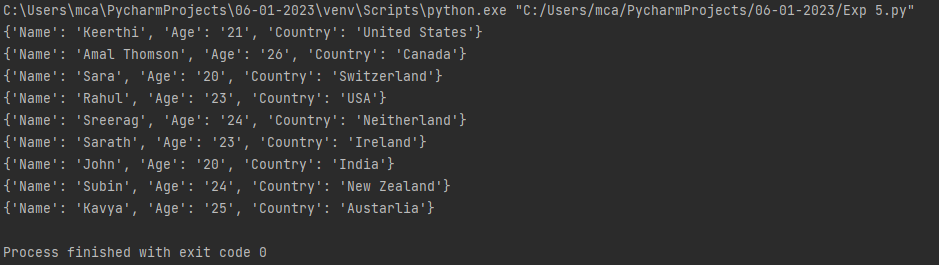 C:\Users\mca\PycharmProjects\06-01-2023\venv\Scripts\python.exe "C:/Users/mca/PycharmProjects/06-01-2023/Exp 5.py"
{'Name': 'Keerthi', 'Age': '21', 'Country': 'United States'}
{'Name': 'Amal Thomson', 'Age': '26', 'Country': 'Canada'}
{'Name': 'Sara', 'Age': '20', 'Country': 'Switzerland'}
{'Name': 'Rahul', 'Age': '23', 'Country': 'USA'}
{'Name': 'Sreerag', 'Age': '24', 'Country': 'Neitherland'}
{'Name': 'Sarath', 'Age': '23', 'Country': 'Ireland'}
{'Name': 'John', 'Age': '20', 'Country': 'India'}
{'Name': 'Subin', 'Age': '24', 'Country': 'New Zealand'}
{'Name': 'Kavya', 'Age': '25', 'Country': 'Austarlia'}
Process finished with exit code 0